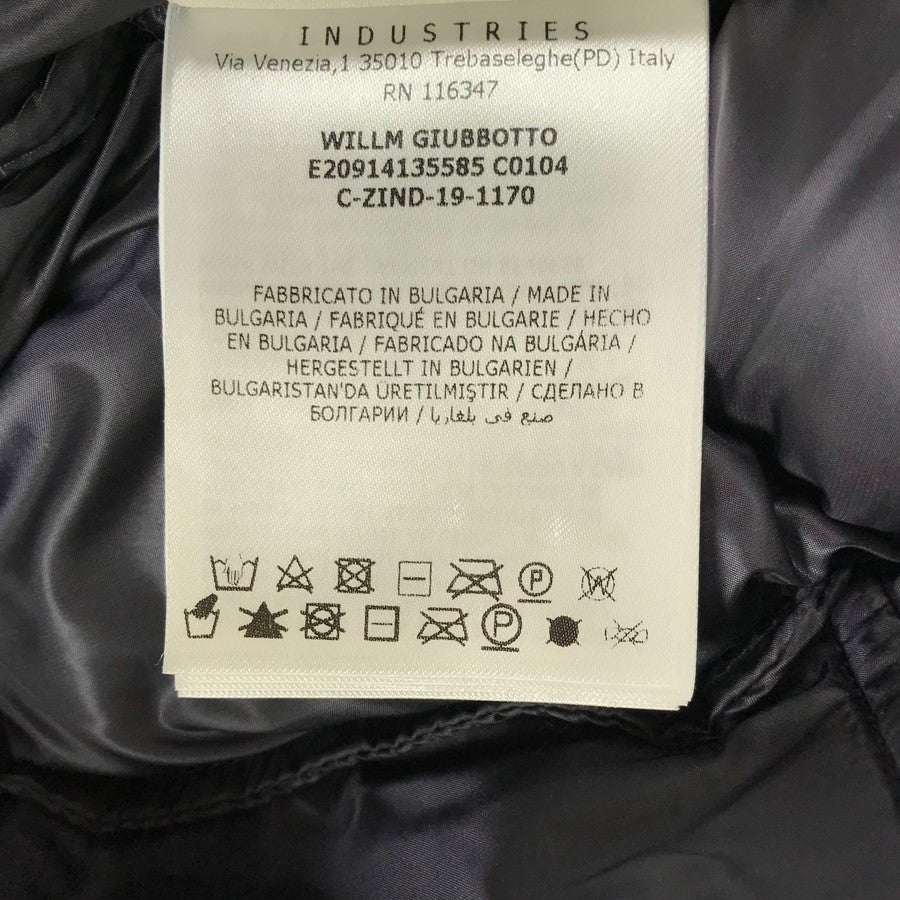 INDUSTRIES
Via Venezia,1 35010 Trebaseleghe(PD) Italy
RN 116347
WILLM GIUBBOTTO
E20914135585 C0104
C-ZIND-19-1170
FABBRICATO IN BULGARIA / MADE IN
BULGARIA / FABRIQUÉ EN BULGARIE / HECHO
EN BULGARIA / FABRICADO NA BULGÁRIA /
HERGESTELLT IN BULGARIEN /
BULGARISTAN'DA ÜRETILMIŞTIR / СДЕЛАНО В
БОЛГАРИИ / صنع في بلغاريا
P W
P